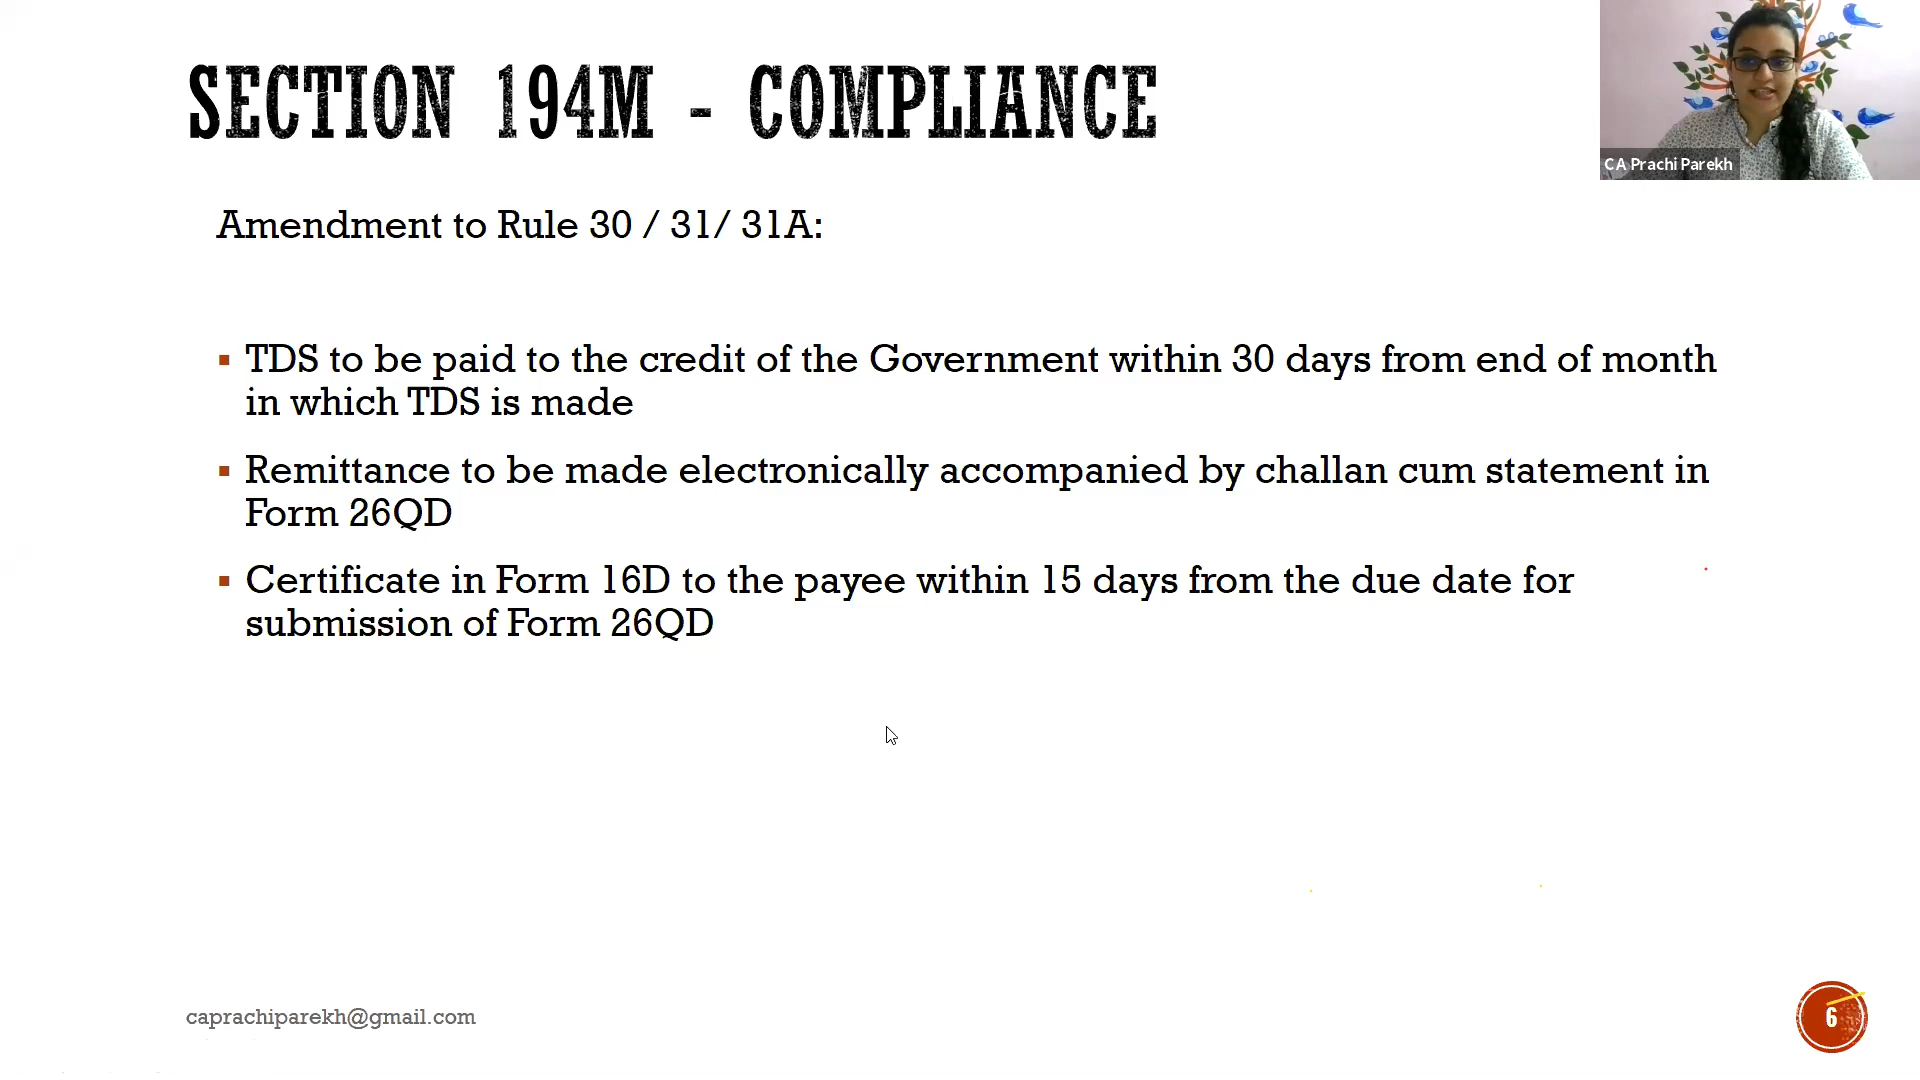 SECTION 194M - COMPLIANCE
CA Prachi Parekh
Amendment to Rule 30 / 31/ 31A:
▪ TDS to be paid to the credit of the Government within 30 days from end of month
in which TDS is made
▪ Remittance to be made electronically accompanied by challan cum statement in
Form 26QD
▪ Certificate in Form 16D to the payee within 15 days from the due date for
submission of Form 26QD
caprachiparekh@gmail.com
6